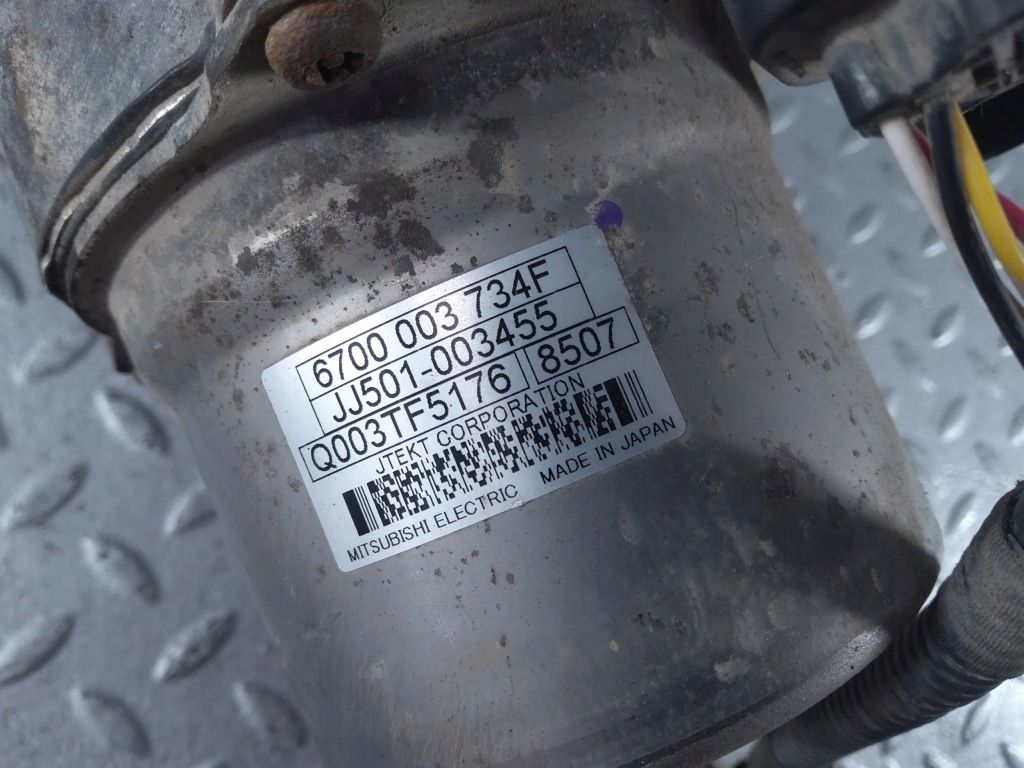 6700 003 734F
JJ501-003455
Q003TF5176 8507
JTEKT CORPORATION
MITSUBISHI ELECTRIC MADE IN JAPAN